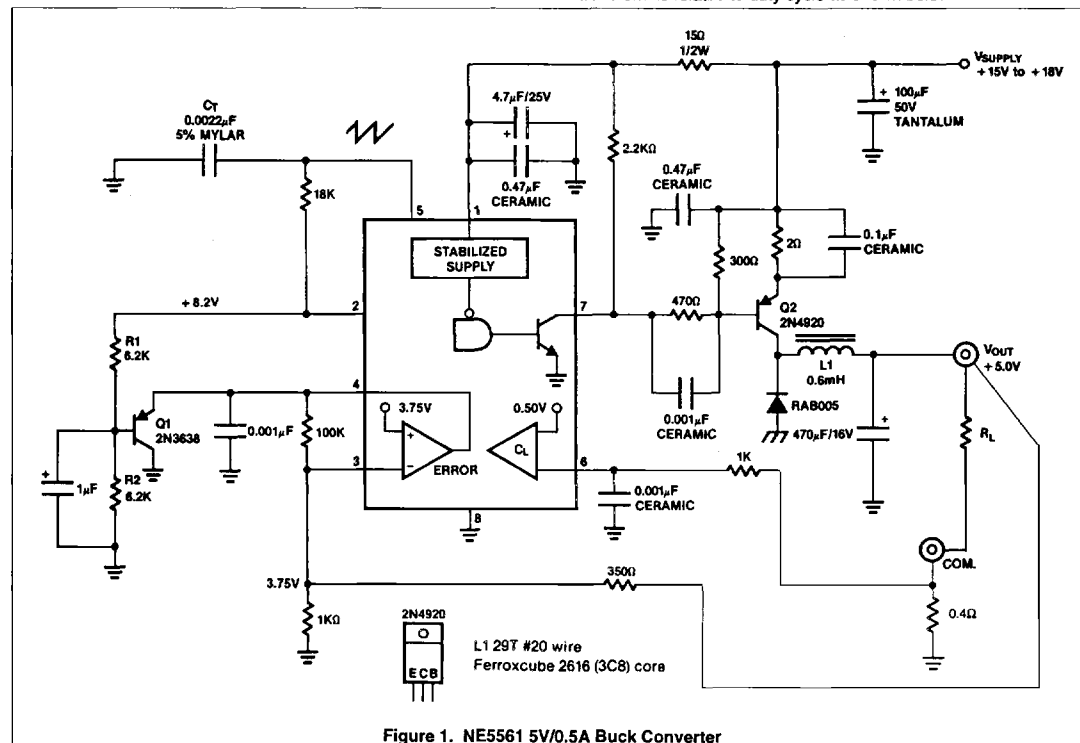 15Ω
1/2W
VSUPPLY
+15V to +18V
CT
0.0022µF
5% MYLAR
4.7µF/25V
+
+
100µF
50V
TANTALUM
2.2KΩ
18K
0.47µF
CERAMIC
0.47µF
CERAMIC
5
1
STABILIZED
SUPPLY
300Ω
2Ω
0.1µF
CERAMIC
+8.2V
2
7
470Ω
Q2
2N4920
R1
6.2K
VOUT
+5.0V
L1
0.6mH
4
3.75V
0.50V
0.001µF
CERAMIC
RAB005
+
470µF/16V
RL
Q1
2N3638
0.001µF
100K
+
−
CL
ERROR
3
6
1K
+
1µF
R2
6.2K
8
0.001µF
CERAMIC
COM.
3.75V
350Ω
1KΩ
0.4Ω
2N4920
ECB
L1 29T #20 wire
Ferroxcube 2616 (3C8) core
Figure 1. NE5561 5V/0.5A Buck Converter